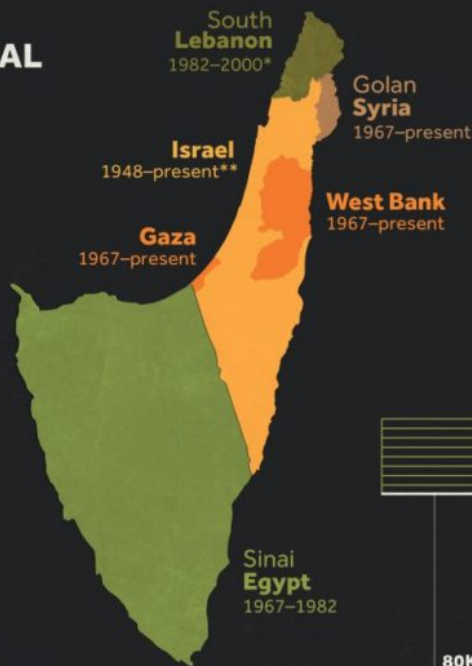 AL
South
Lebanon
1982–2000*
Golan
Syria
1967–present
Israel
1948–present**
West Bank
1967–present
Gaza
1967–present
Sinai
Egypt
1967–1982
80K